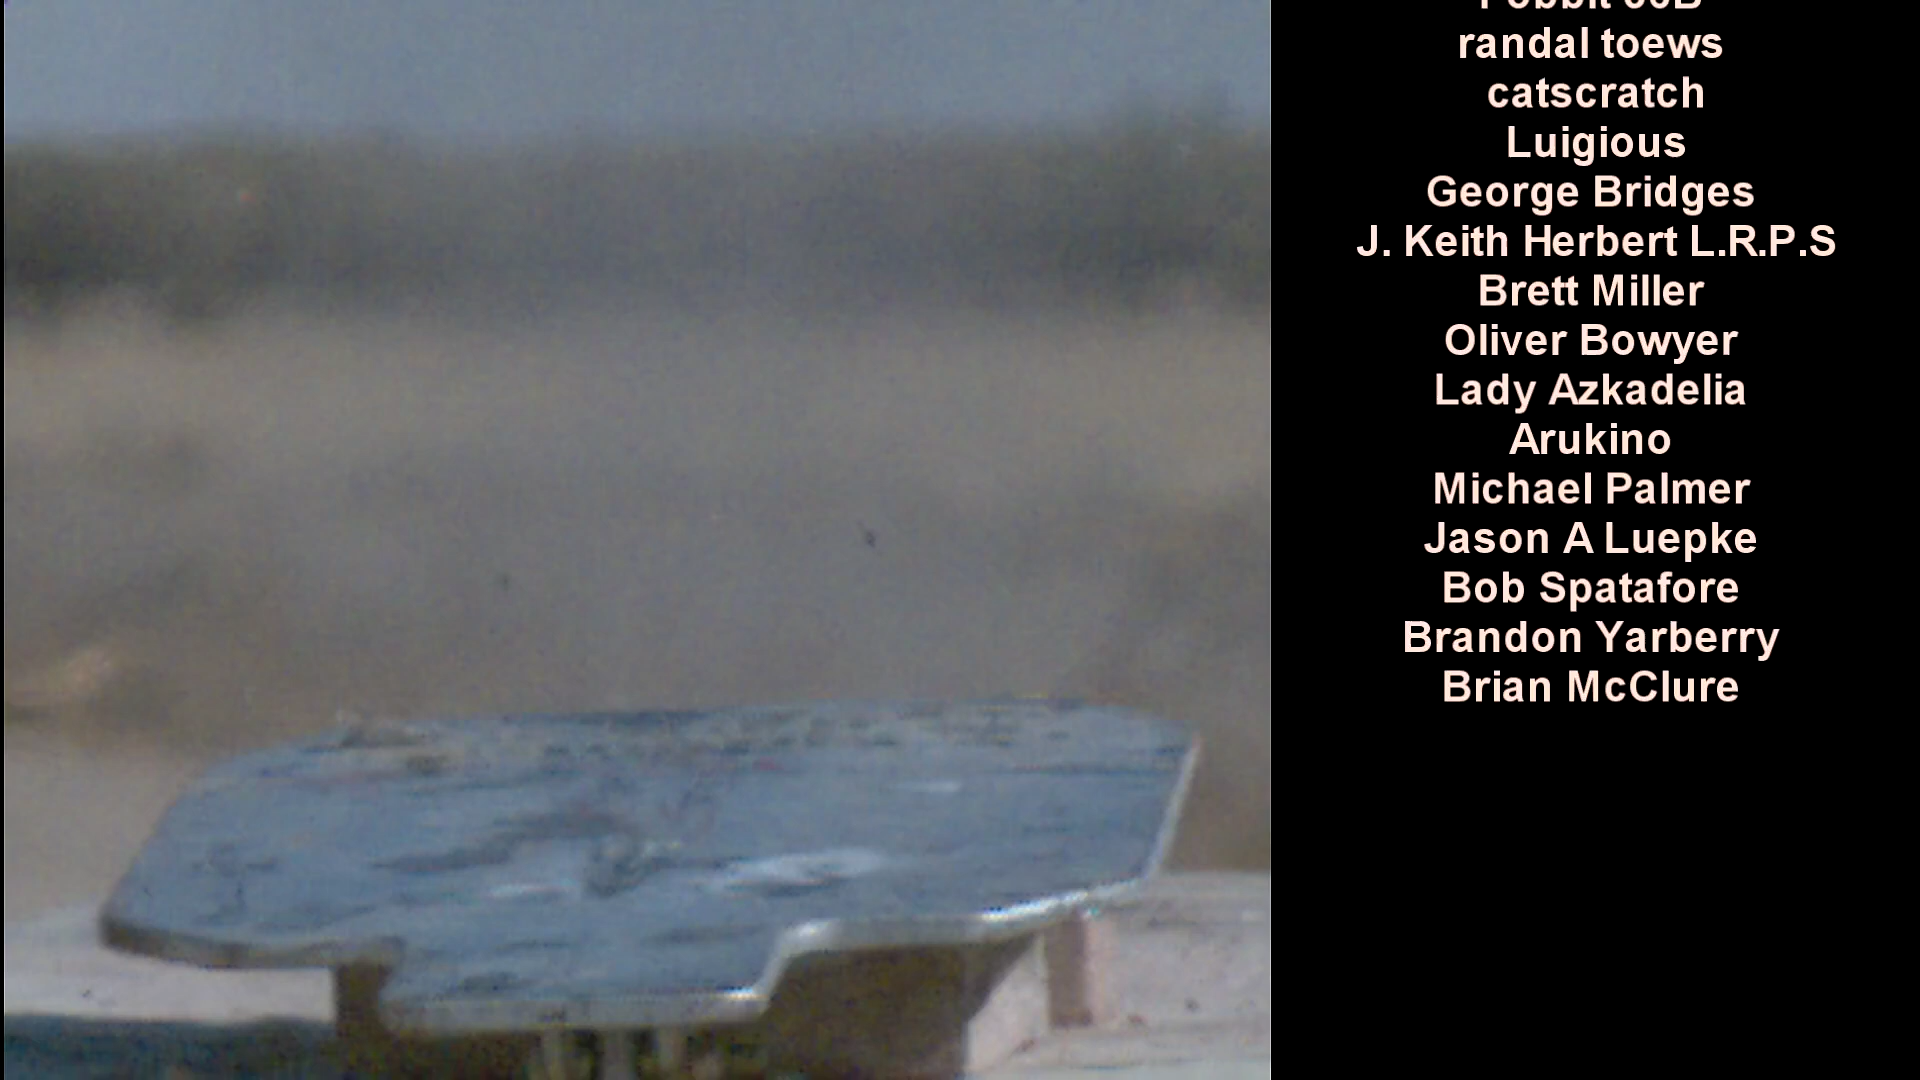 randal toews
catscratch
Luigious
George Bridges
J. Keith Herbert L.R.P.S
Brett Miller
Oliver Bowyer
Lady Azkadelia
Arukino
Michael Palmer
Jason A Luepke
Bob Spatafore
Brandon Yarberry
Brian McClure